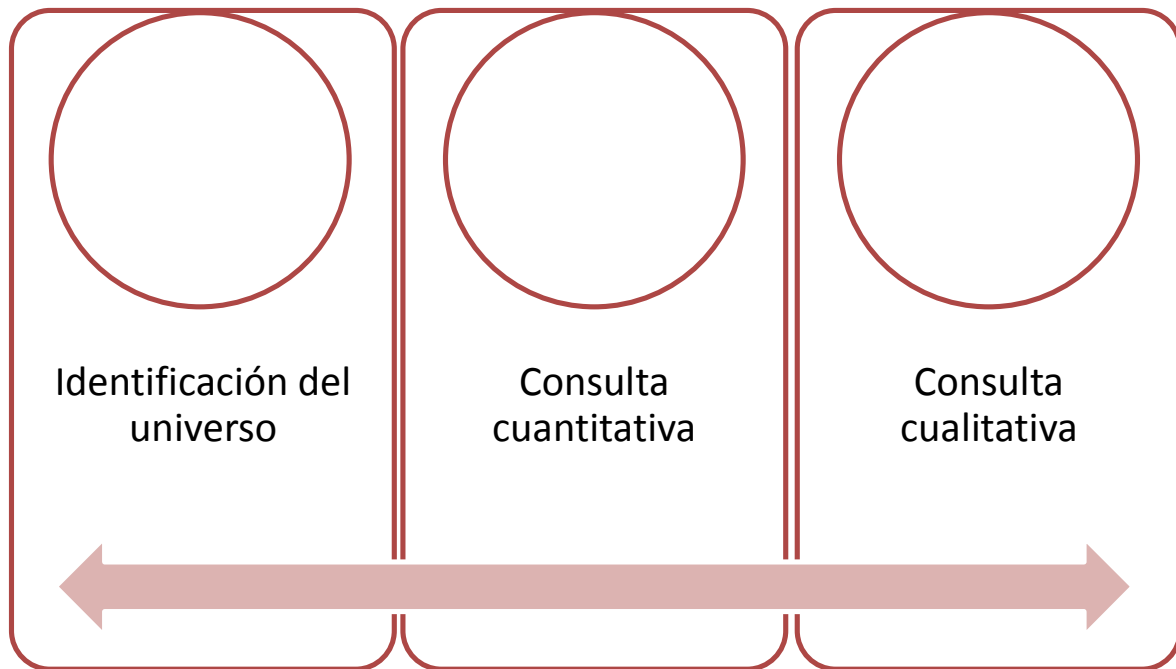 Identificación del
universo
Consulta
cuantitativa
Consulta
cualitativa